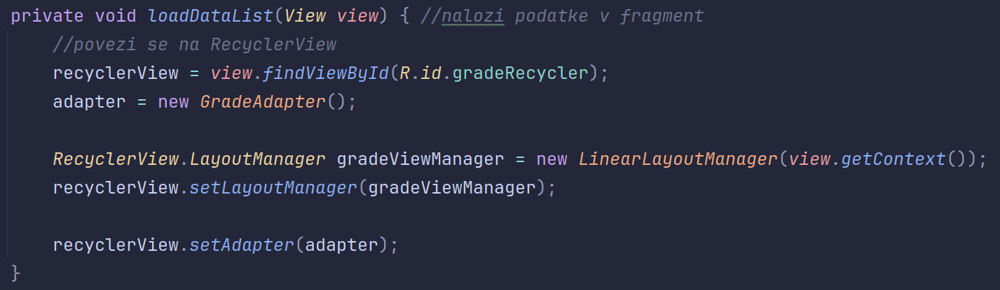 private void loadDataList(View view) { //nalozi podatke v fragment
    //povezi se na RecyclerView
    recyclerView = view.findViewById(R.id.gradeRecycler);
    adapter = new GradeAdapter();

    RecyclerView.LayoutManager gradeViewManager = new LinearLayoutManager(view.getContext());
    recyclerView.setLayoutManager(gradeViewManager);

    recyclerView.setAdapter(adapter);
}